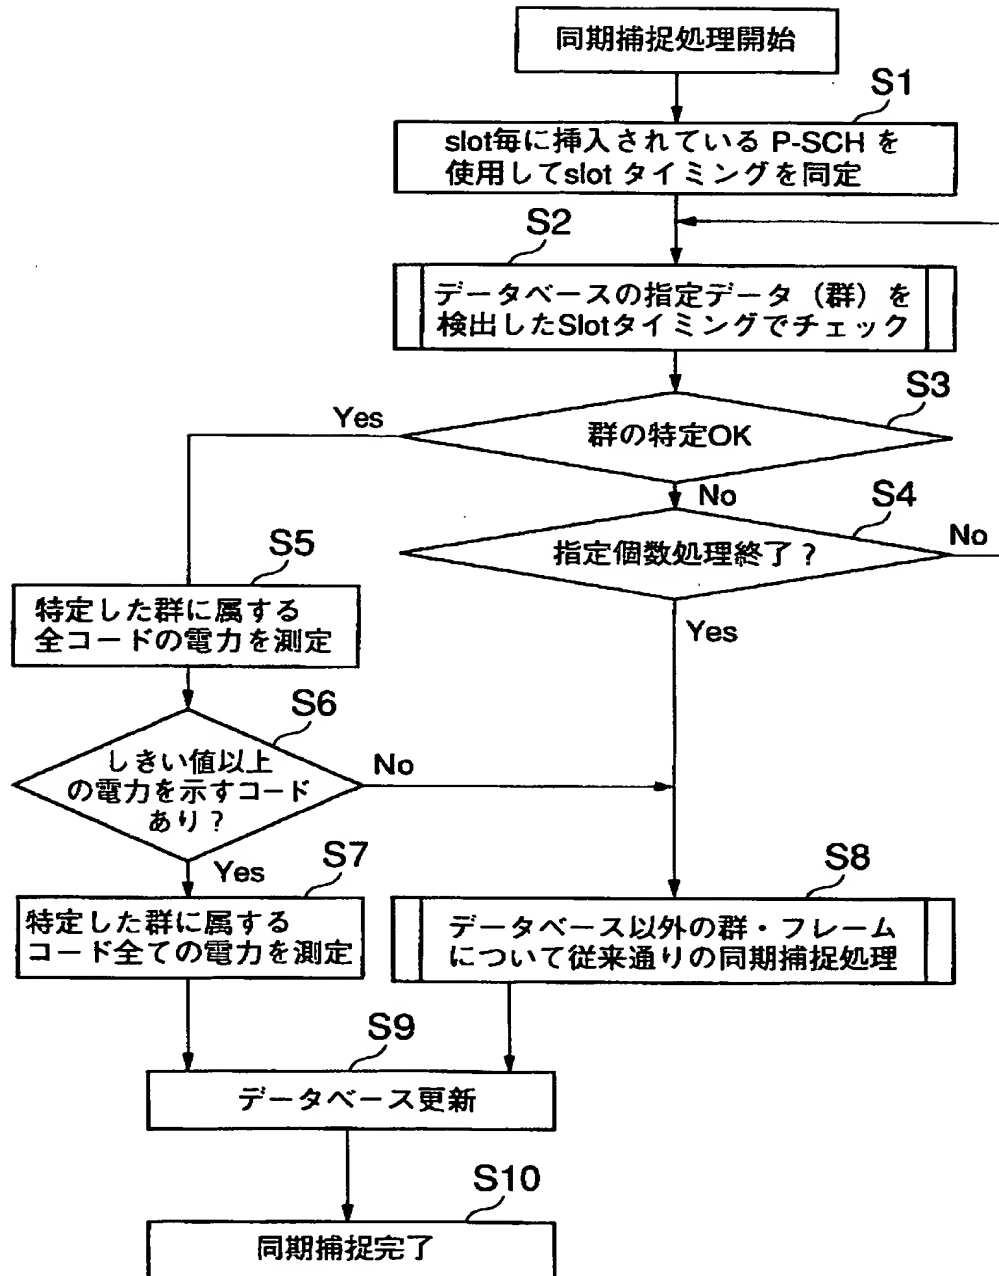 同期捕捉処理開始
S1
slot毎に挿入されている P-SCH を
使用してslot タイミングを同定
S2
データベースの指定データ（群）を
検出したSlotタイミングでチェック
S3
群の特定OK
Yes
No
S4
指定個数処理終了？
No
Yes
S5
特定した群に属する
全コードの電力を測定
S6
しきい値以上
の電力を示すコード
あり？
No
Yes
S7
特定した群に属する
コード全ての電力を測定
S8
データベース以外の群・フレーム
について従来通りの同期捕捉処理
S9
データベース更新
S10
同期捕捉完了